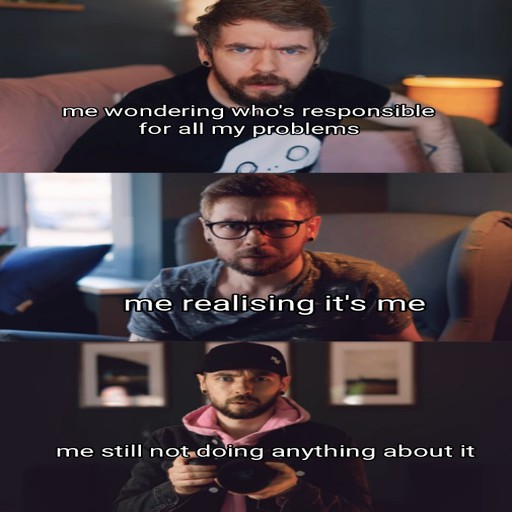 me wondering who's responsible
for all my problems
me realising it's me
me still not doing anything about it